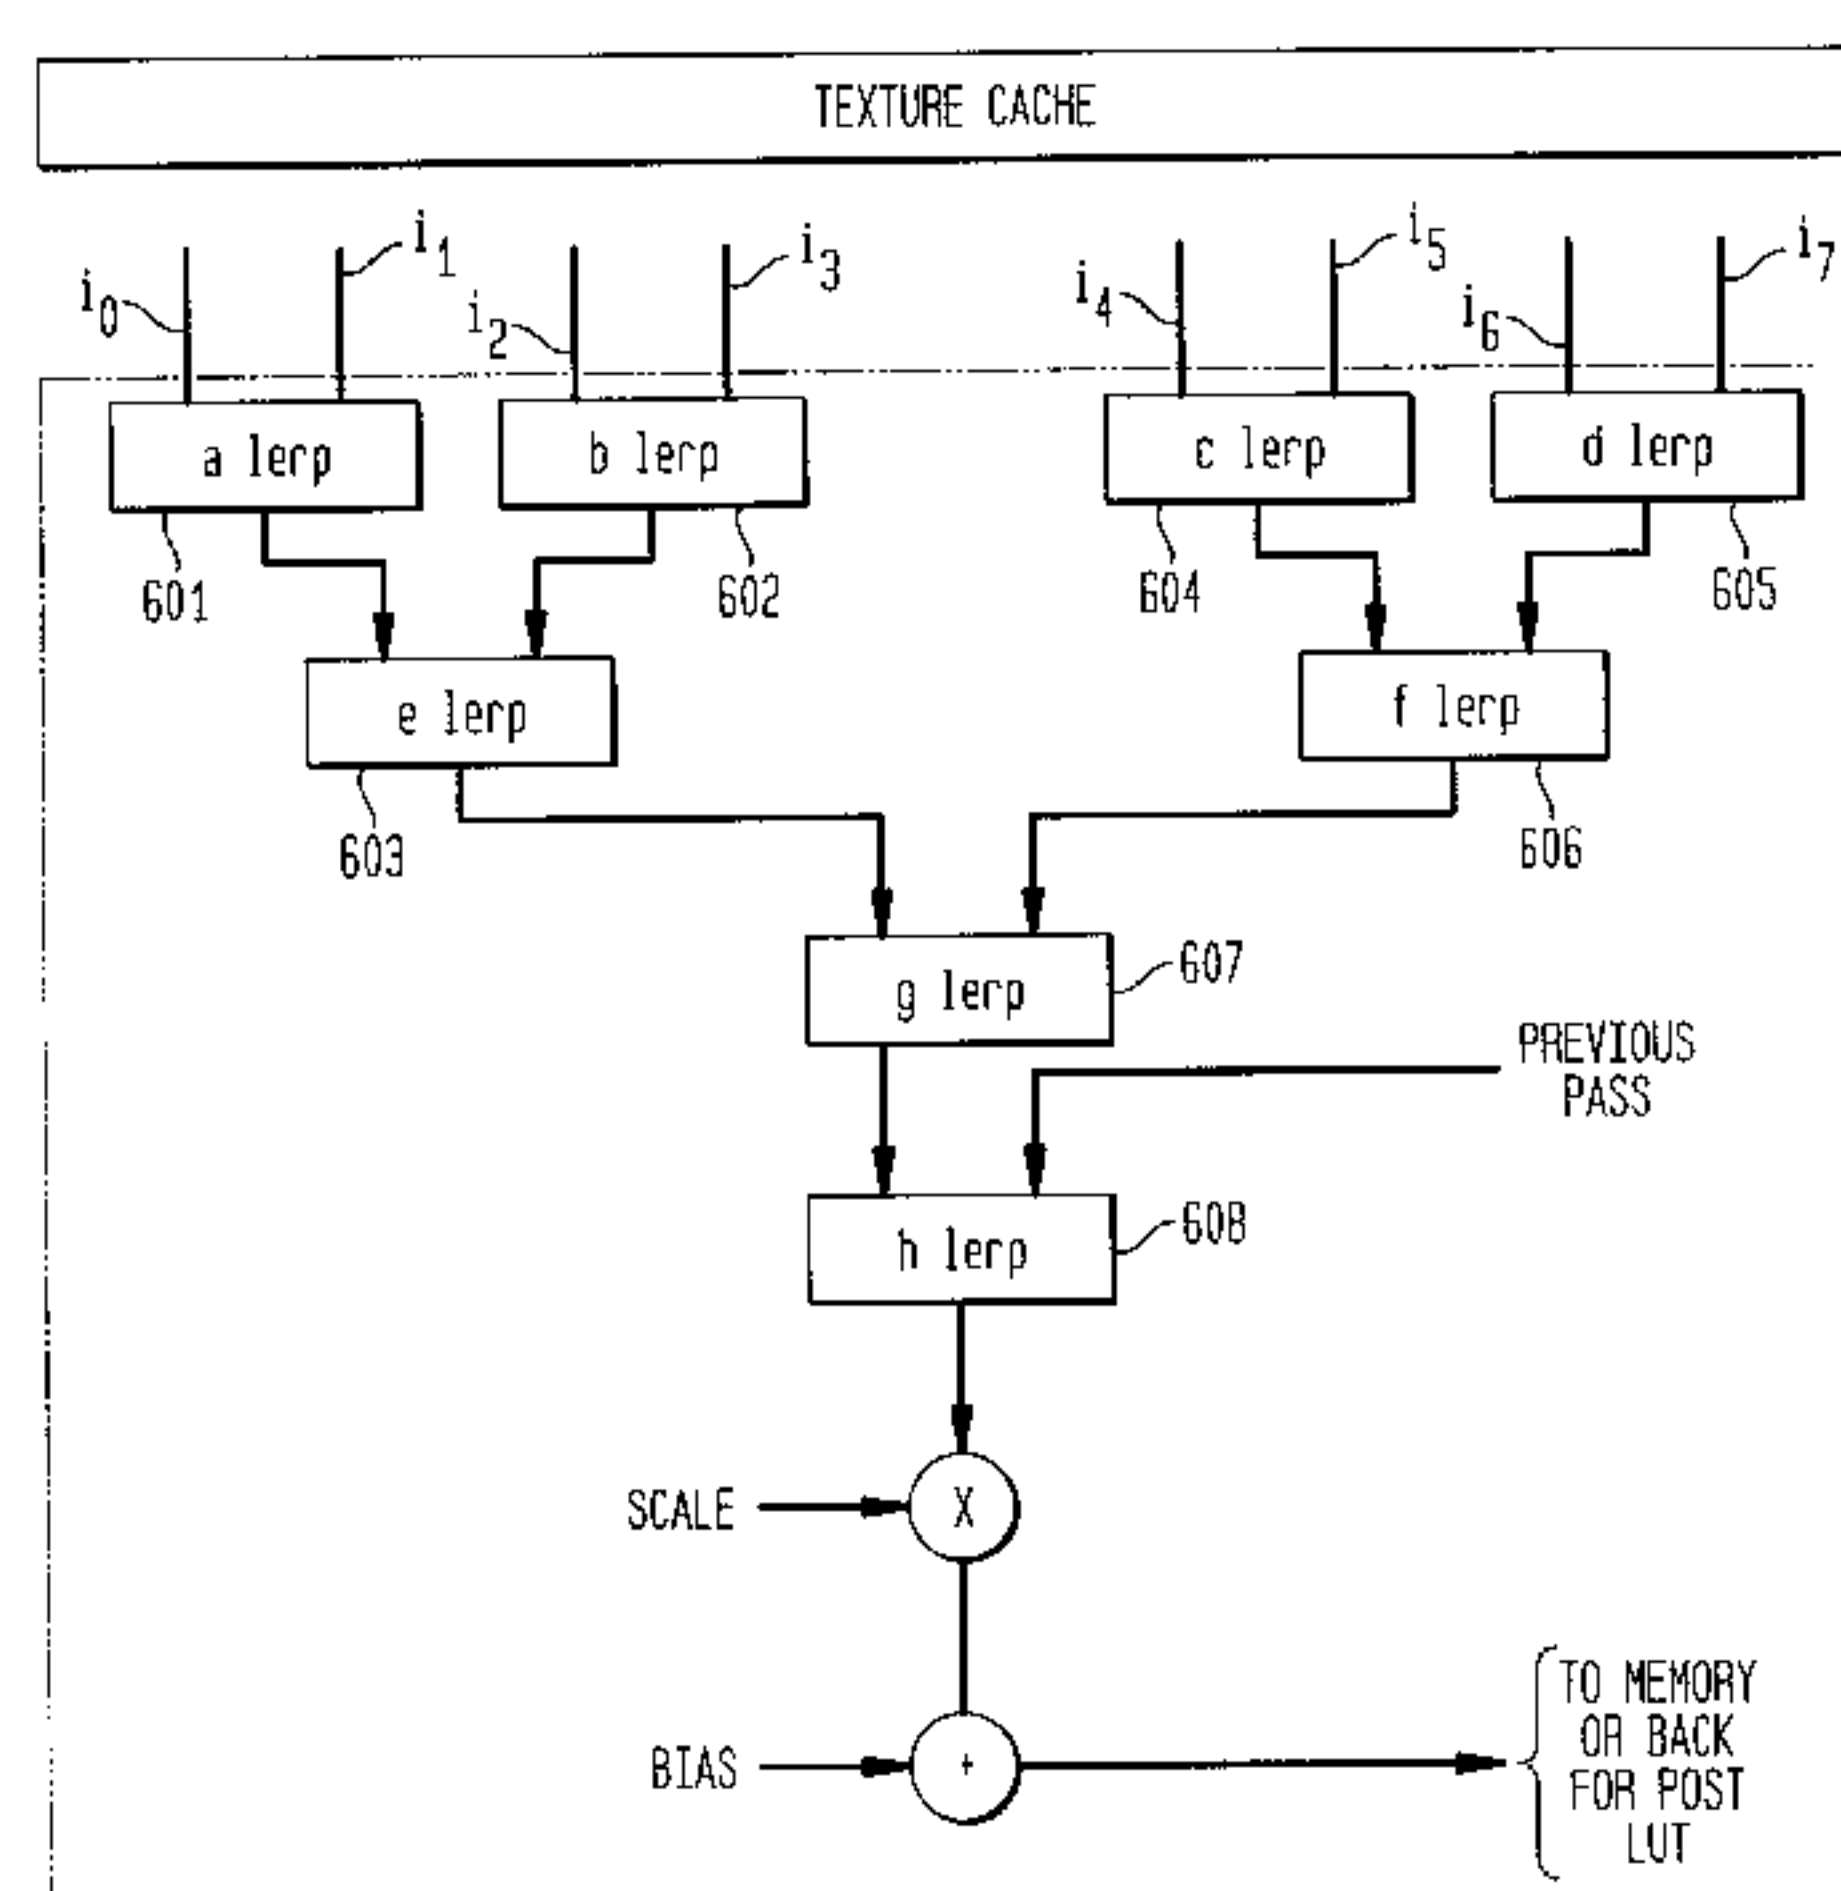 TEXTURE CACHE
i0
i1
i2
i3
i4
i5
i6
i7
a lerp
b lerp
c lerp
d lerp
601
602
604
605
e lerp
f lerp
603
606
g lerp
607
PREVIOUS
PASS
h lerp
608
SCALE
X
BIAS
+
TO MEMORY
OR BACK
FOR POST
LUT